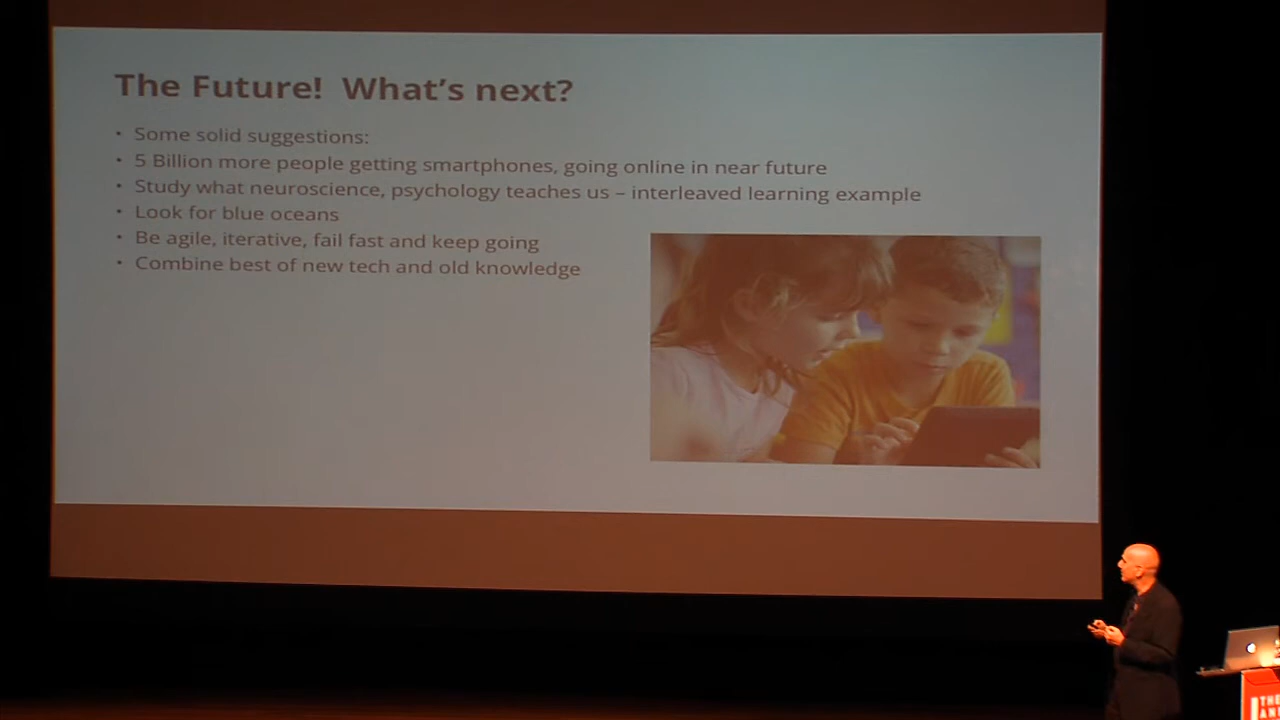 The Future! What's next?
• Some solid suggestions:
• 5 Billion more people getting smartphones, going online in near future
• Study what neuroscience, psychology teaches us – interleaved learning example
• Look for blue oceans
• Be agile, iterative, fail fast and keep going
• Combine best of new tech and old knowledge
THE